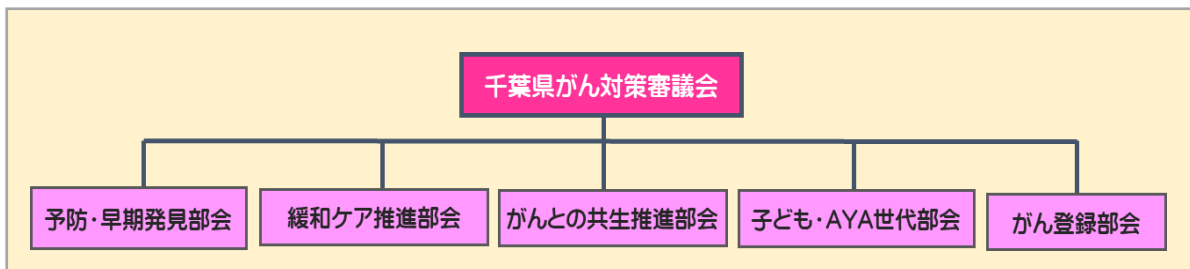 千葉県がん対策審議会
予防・早期発見部会
緩和ケア推進部会
がんとの共生推進部会
子ども・AYA世代部会
がん登録部会